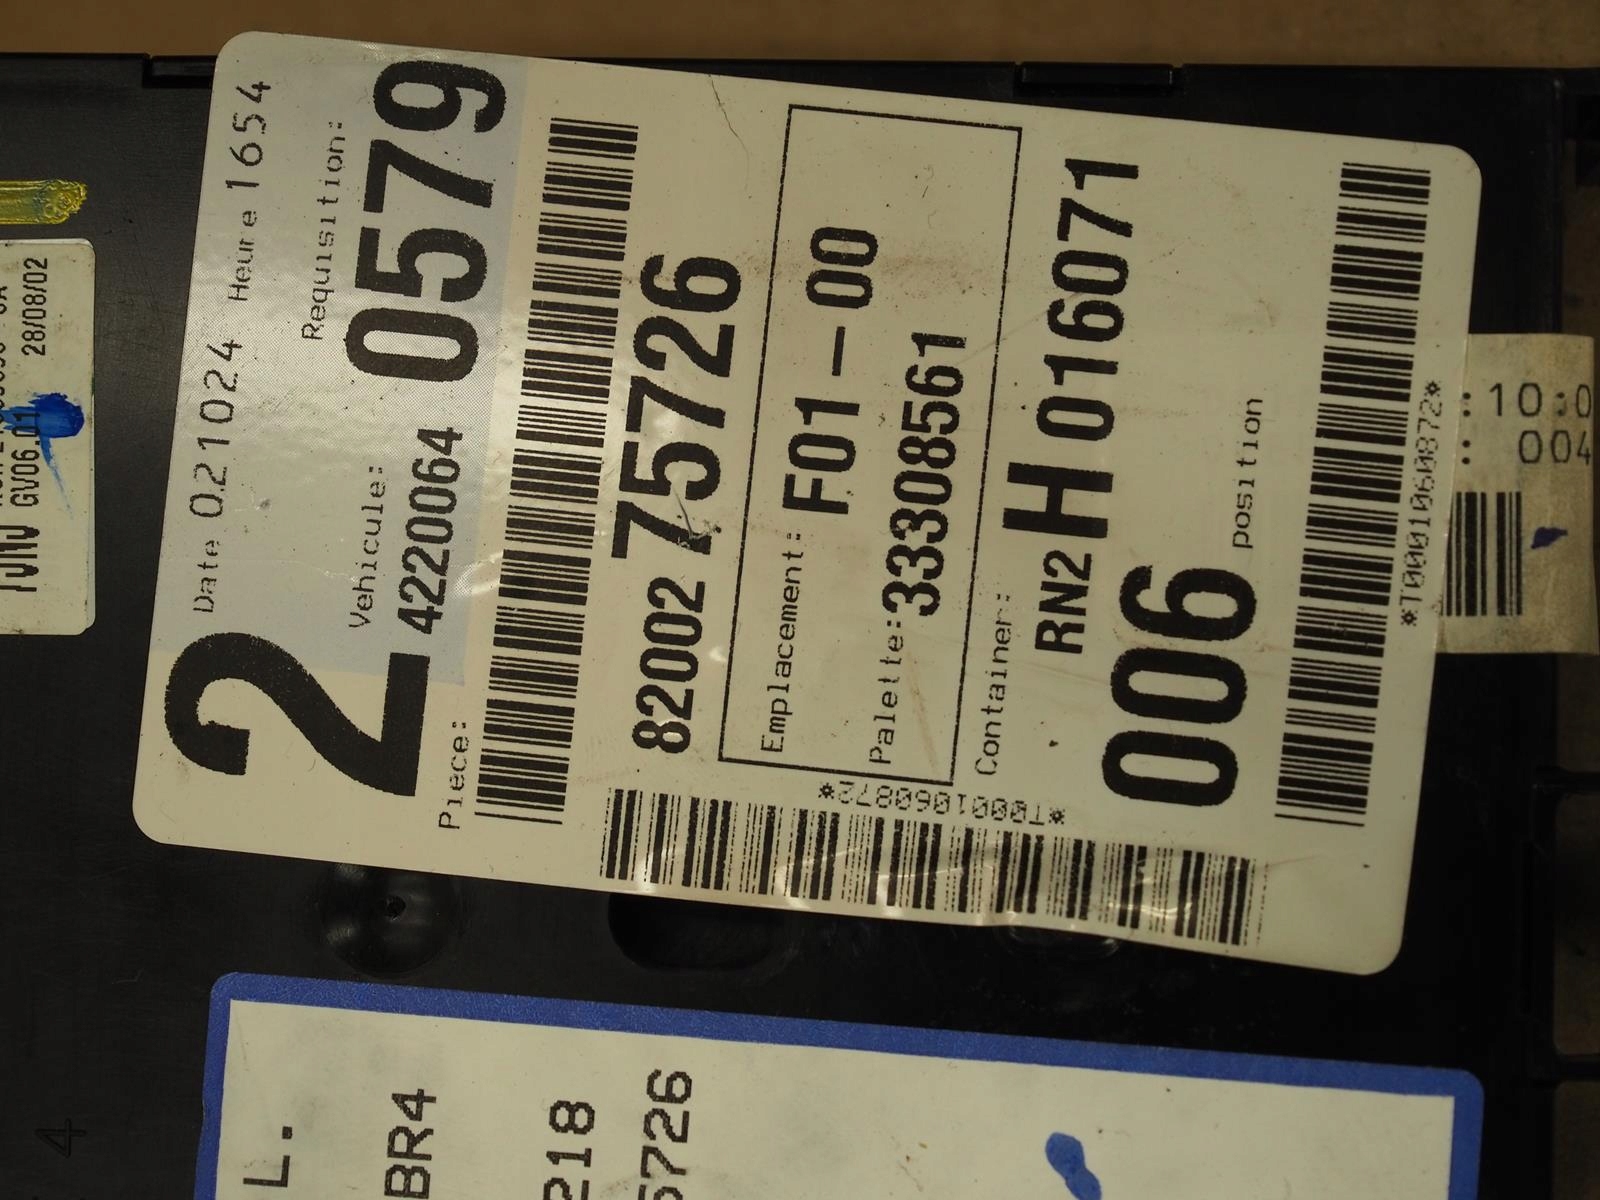 2
Date 021024 Heure 1654
Vehicule: Requisition:
4220064 0579
Piece:
82002 75726
Emplacement: F01-00
Palette: 33308561
Container:
RN2 H 016071
006 position
*T0001060872*
*T0001060872*
GV06.01 28/08/02
:10:0
: 004
L.
BR4
218
5726
4